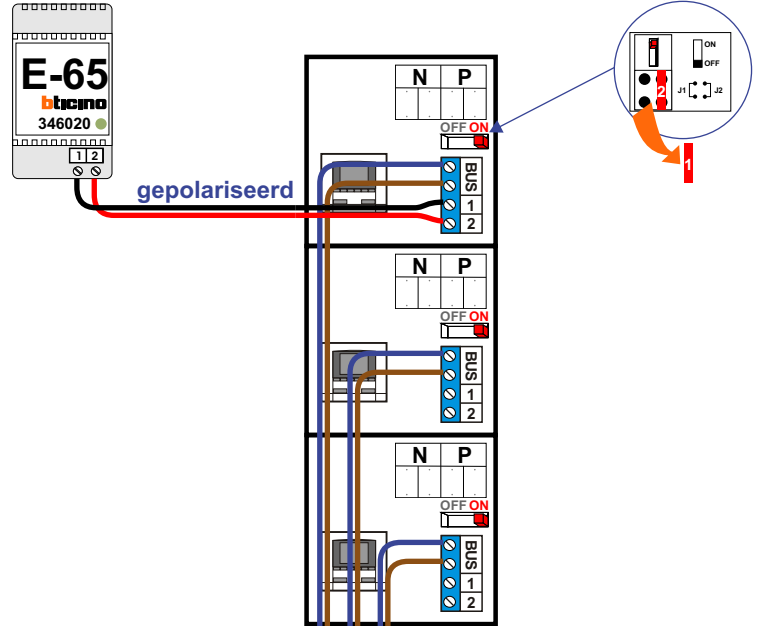 E-65
bticino
346020
1 2
gepolariseerd
N P
OFF ON
BUS
1
2
N P
OFF ON
BUS
1
2
N P
OFF ON
BUS
1
2
ON
OFF
2
J1 J2
1